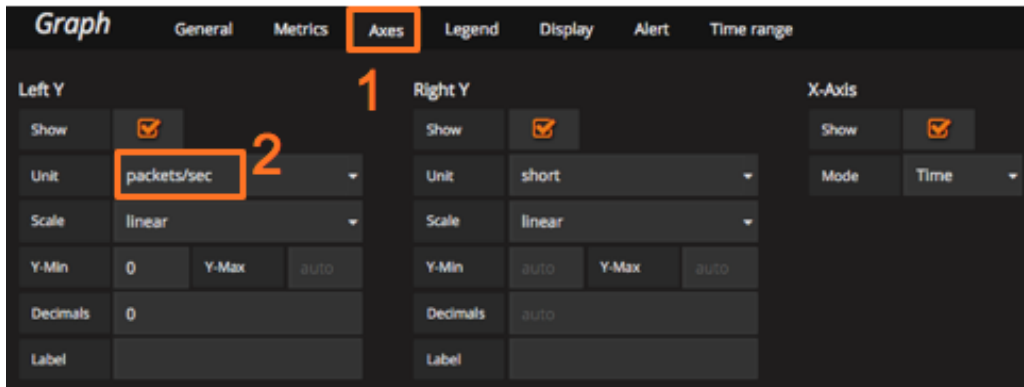 Graph General Metrics Axes Legend Display Alert Time range
1
Left Y Right Y X-Axis
Show Show Show
2
Unit packets/sec Unit short Mode Time
Scale linear Scale linear
Y-Min 0 Y-Max auto Y-Min auto Y-Max auto
Decimals 0 Decimals auto
Label Label